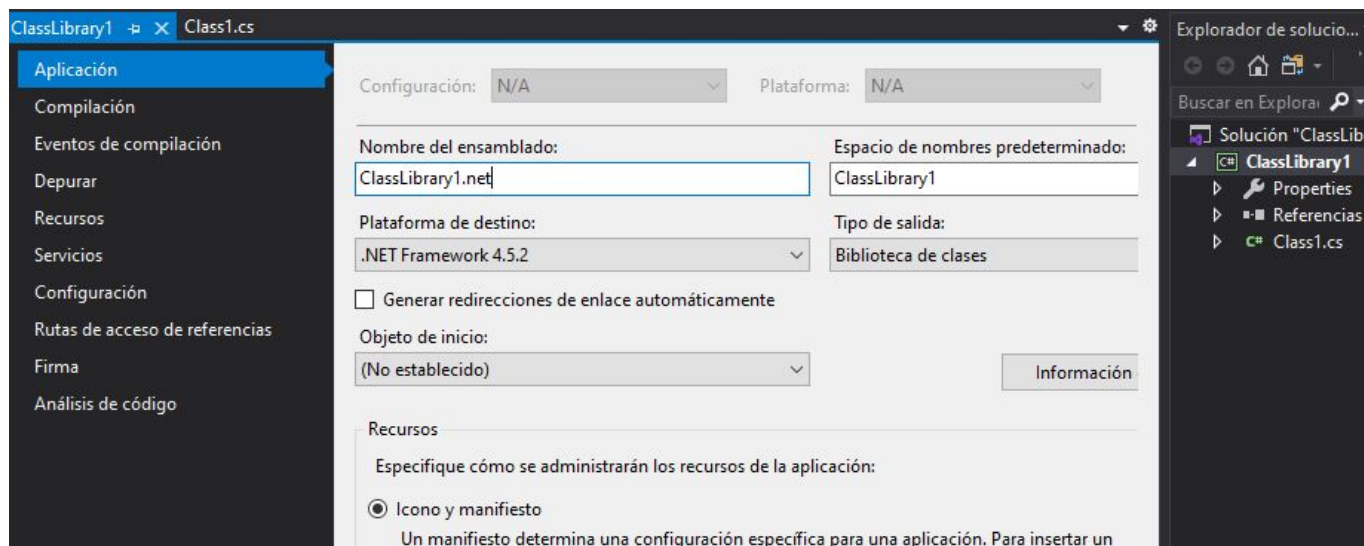 ClassLibrary1
Class1.cs
Aplicación
Compilación
Eventos de compilación
Depurar
Recursos
Servicios
Configuración
Rutas de acceso de referencias
Firma
Análisis de código
Configuración: N/A Plataforma: N/A
Nombre del ensamblado:
ClassLibrary1.net
Espacio de nombres predeterminado:
ClassLibrary1
Plataforma de destino:
.NET Framework 4.5.2
Tipo de salida:
Biblioteca de clases
Generar redirecciones de enlace automáticamente
Objeto de inicio:
(No establecido)
Información
Recursos
Especifique cómo se administrarán los recursos de la aplicación:
Icono y manifiesto
Un manifiesto determina una configuración específica para una aplicación. Para insertar un
Explorador de solucio...
Buscar en Explora
Solución "ClassLib
C# ClassLibrary1
Properties
Referencias
C# Class1.cs